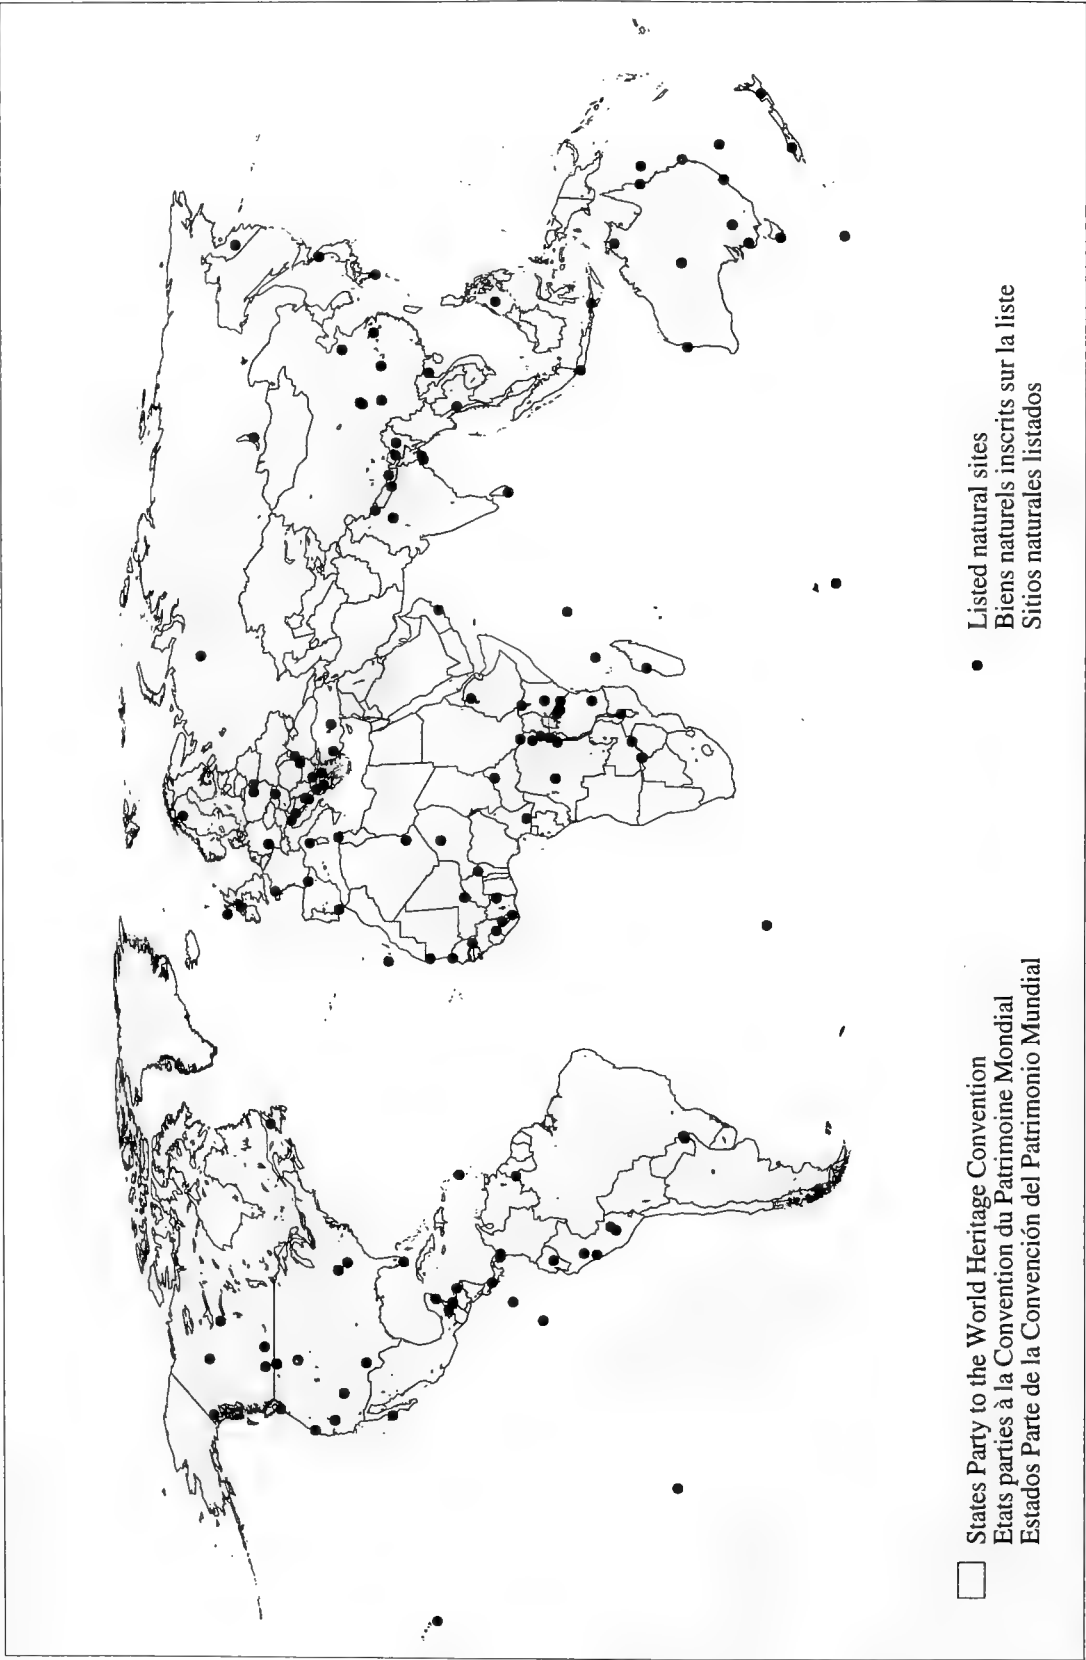 States Party to the World Heritage Convention
Etats parties à la Convention du Patrimoine Mondial
Estados Parte de la Convención del Patrimonio Mundial
Listed natural sites
Biens naturels inscrits sur la liste
Sitios naturales listados